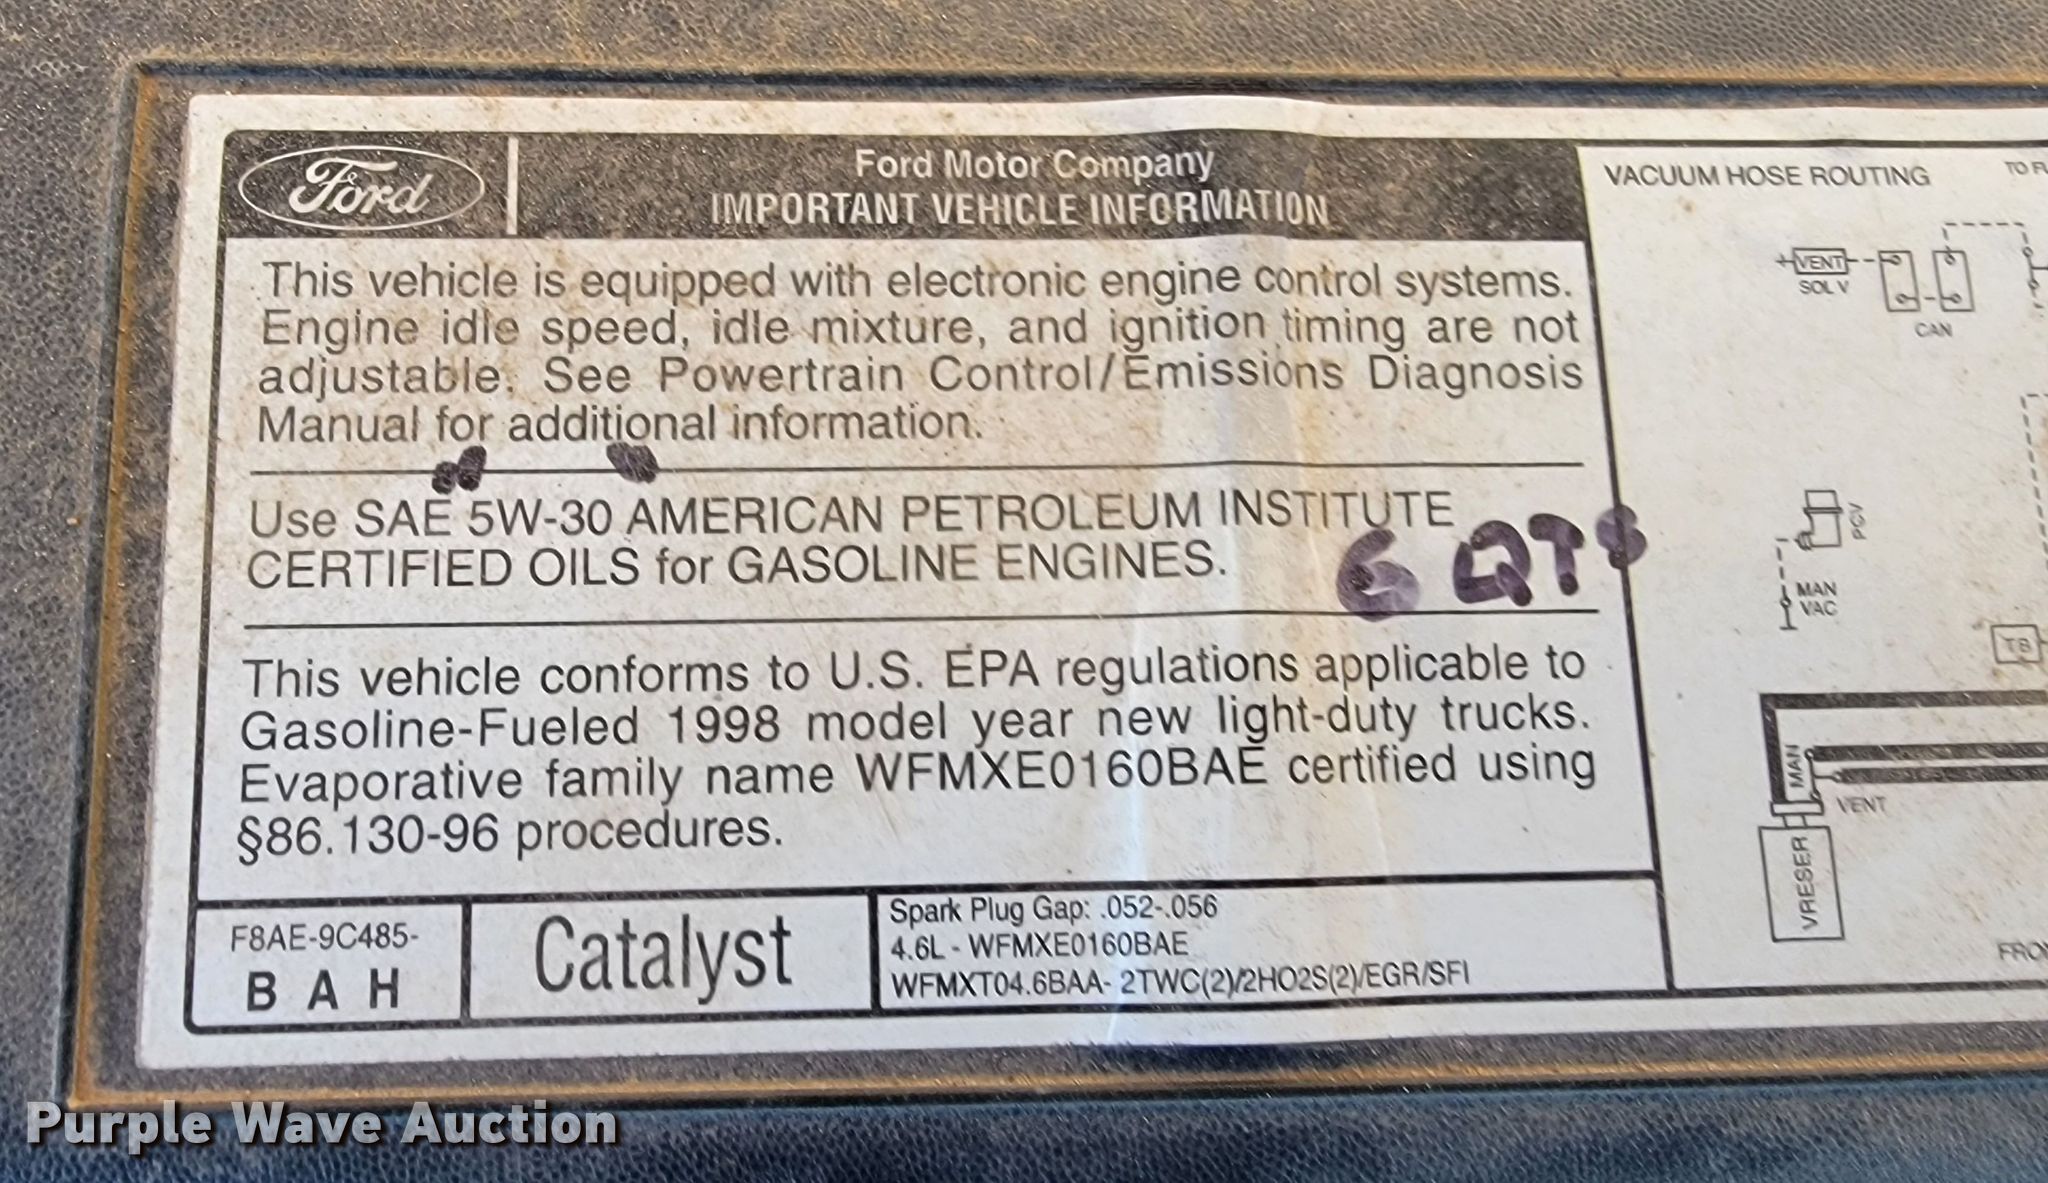 Ford
Ford Motor Company
IMPORTANT VEHICLE INFORMATION
This vehicle is equipped with electronic engine control systems.
Engine idle speed, idle mixture, and ignition timing are not
adjustable. See Powertrain Control/Emissions Diagnosis
Manual for additional information.
Use SAE 5W-30 AMERICAN PETROLEUM INSTITUTE
CERTIFIED OILS for GASOLINE ENGINES.
6 QTS
This vehicle conforms to U.S. EPA regulations applicable to
Gasoline-Fueled 1998 model year new light-duty trucks.
Evaporative family name WFMXE0160BAE certified using
§86.130-96 procedures.
F8AE-9C485-
B A H
Catalyst
Spark Plug Gap: .052-.056
4.6L - WFMXE0160BAE
WFMXT04.6BAA- 2TWC(2)/2HO2S(2)/EGR/SFI
VACUUM HOSE ROUTING
TO
VENT
SOL V
CAN
PCV
MAN
VAC
TB
MAN
VENT
VRESER
Purple Wave Auction